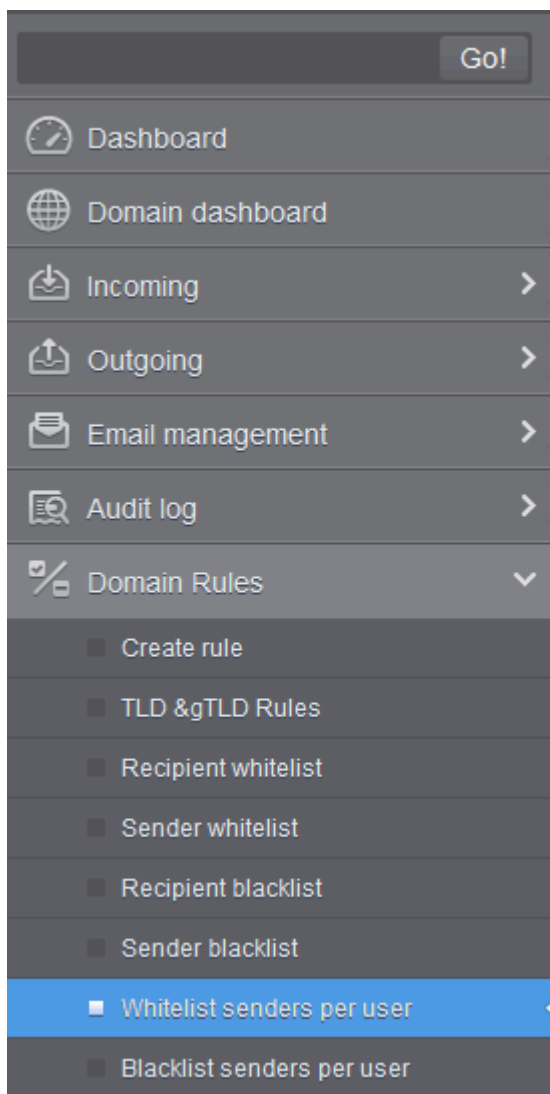 Go!
Dashboard
Domain dashboard
Incoming
Outgoing
Email management
Audit log
Domain Rules
Create rule
TLD &gTLD Rules
Recipient whitelist
Sender whitelist
Recipient blacklist
Sender blacklist
Whitelist senders per user
Blacklist senders per user